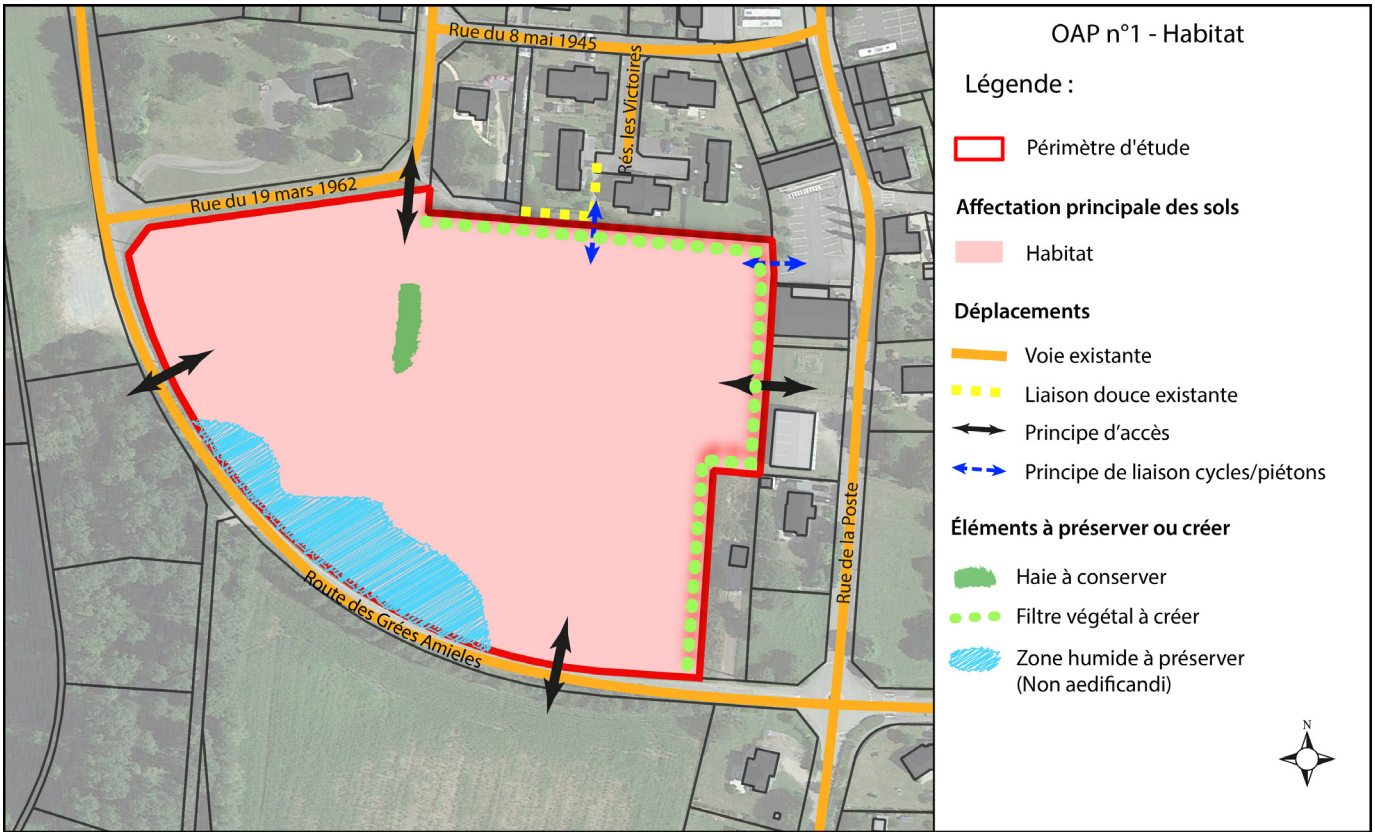 Rue du 8 mai 1945
Rés. les Victoires
Rue du 19 mars 1962
Rue de la Poste
Route des Grées Amieles
OAP n°1 - Habitat
Légende :
Périmètre d'étude
Affectation principale des sols
Habitat
Déplacements
Voie existante
Liaison douce existante
Principe d'accès
Principe de liaison cycles/piétons
Éléments à préserver ou créer
Haie à conserver
Filtre végétal à créer
Zone humide à préserver
(Non aedificandi)
N